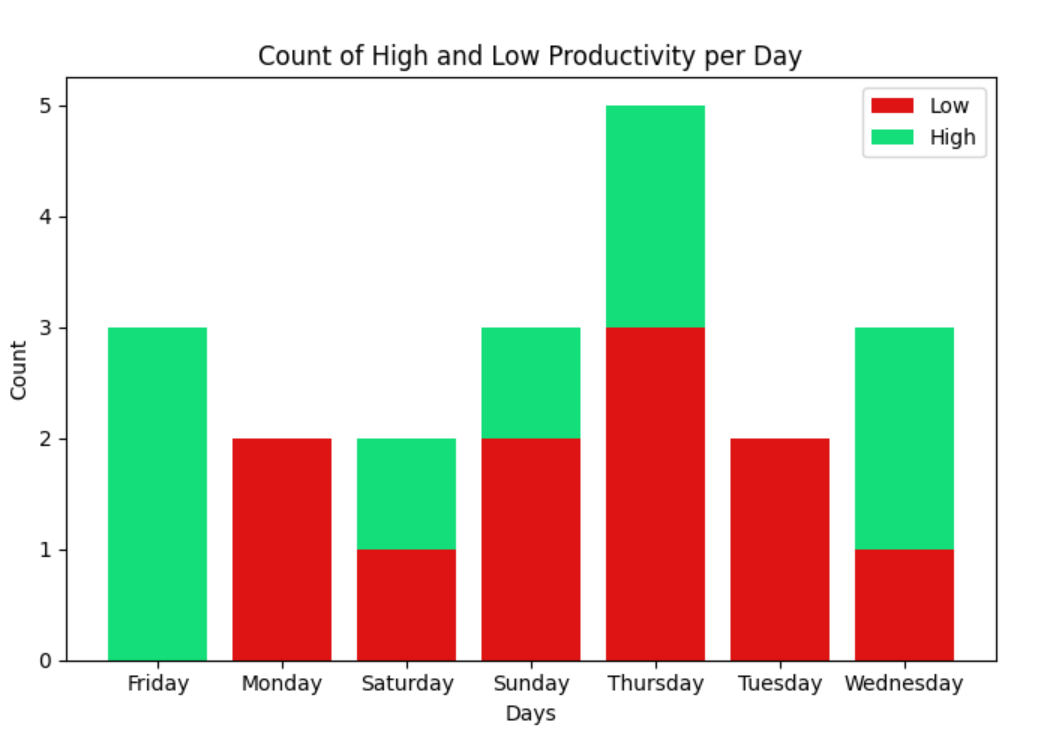 Count of High and Low Productivity per Day
Low
High
5
4
3
2
1
0
Count
Friday Monday Saturday Sunday Thursday Tuesday Wednesday
Days